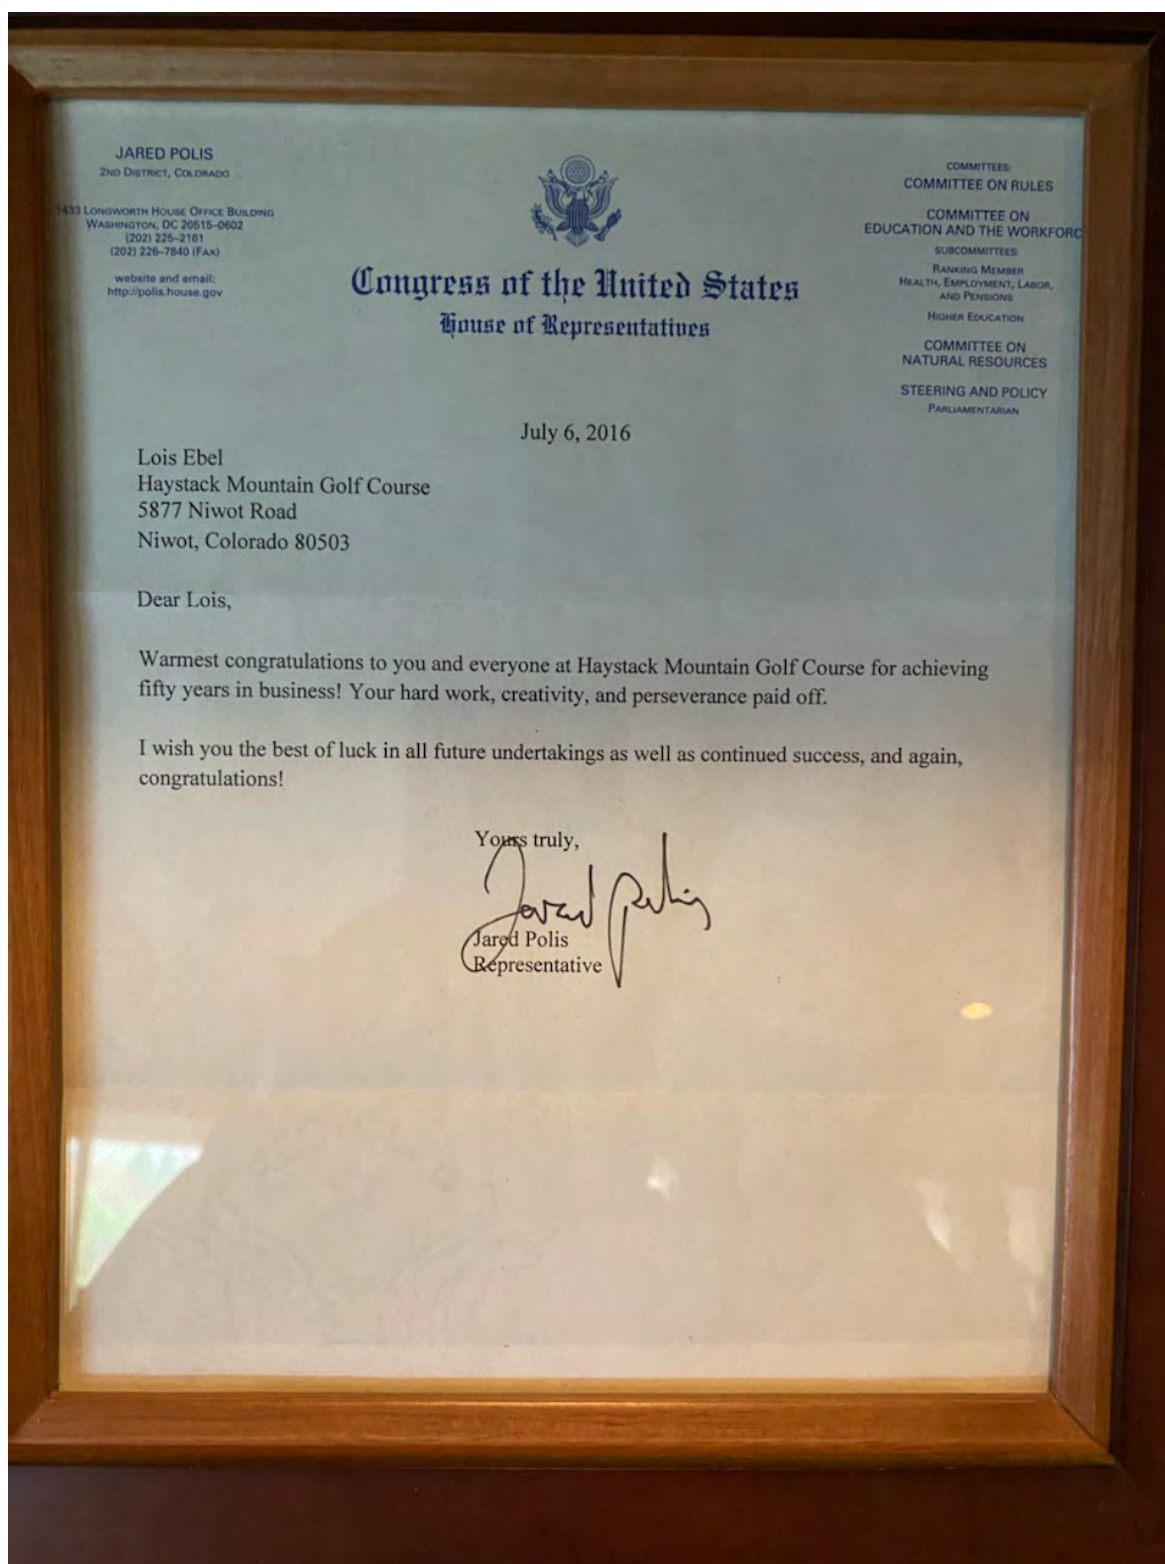 JARED POLIS
2ND DISTRICT, COLORADO
1433 LONGWORTH HOUSE OFFICE BUILDING
WASHINGTON, DC 20515-0602
(202) 225-2161
(202) 226-7840 (FAX)
website and email:
http://polis.house.gov
Congress of the United States
House of Representatives
COMMITTEES:
COMMITTEE ON RULES
COMMITTEE ON
EDUCATION AND THE WORKFORC
SUBCOMMITTEES:
RANKING MEMBER
HEALTH, EMPLOYMENT, LABOR,
AND PENSIONS
HIGHER EDUCATION
COMMITTEE ON
NATURAL RESOURCES
STEERING AND POLICY
PARLIAMENTARIAN
July 6, 2016
Lois Ebel
Haystack Mountain Golf Course
5877 Niwot Road
Niwot, Colorado 80503
Dear Lois,
Warmest congratulations to you and everyone at Haystack Mountain Golf Course for achieving
fifty years in business! Your hard work, creativity, and perseverance paid off.
I wish you the best of luck in all future undertakings as well as continued success, and again,
congratulations!
Yours truly,
Jared Polis
Jared Polis
Representative